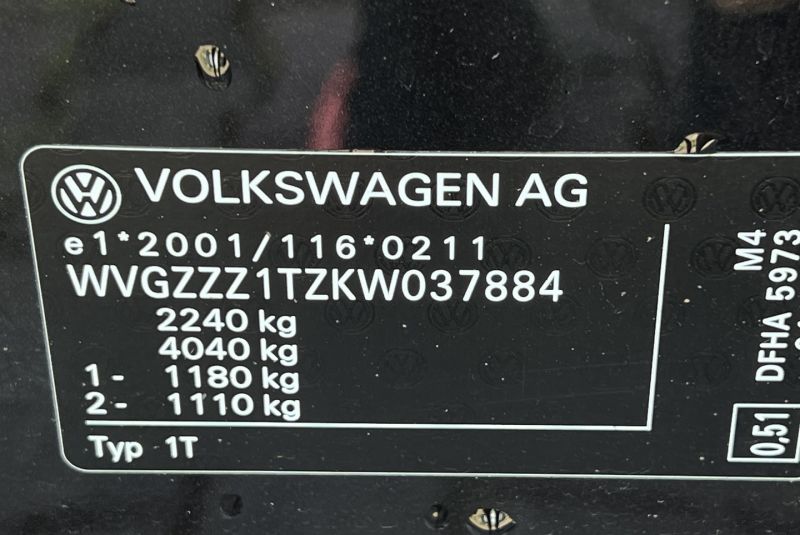 VOLKSWAGEN AG
e1*2001/116*0211
WVGZZZ1TZKW037884
2240 kg
4040 kg
1- 1180 kg
2- 1110 kg
Typ 1T
M4
DFHA 5973
0,51